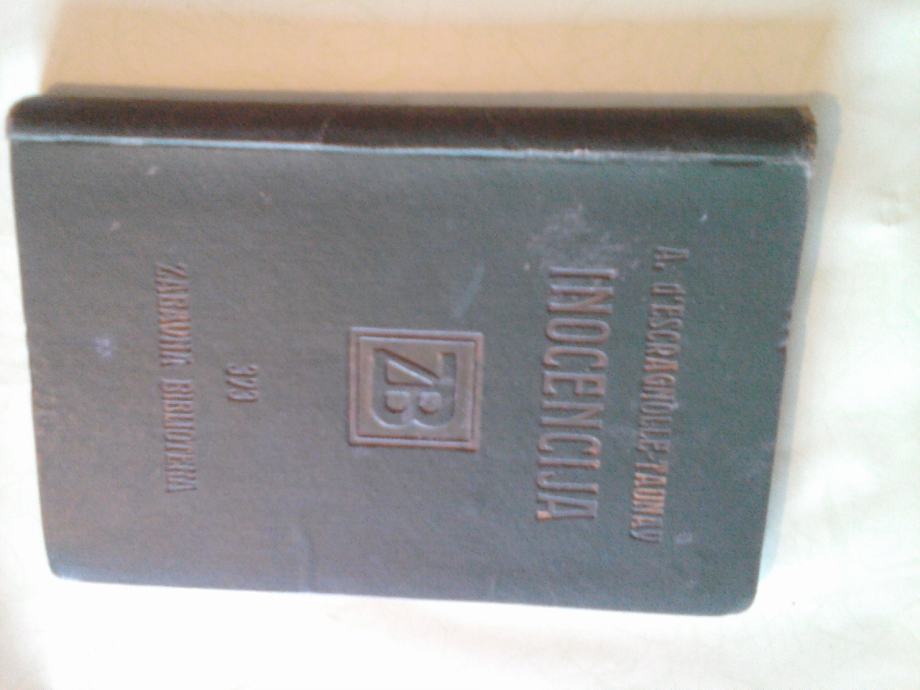 A. d'ESCRAGNOLLE-TAUNAY
INOCENCIJA
ZB
323
ZABAVNA BIBLIOTEKA